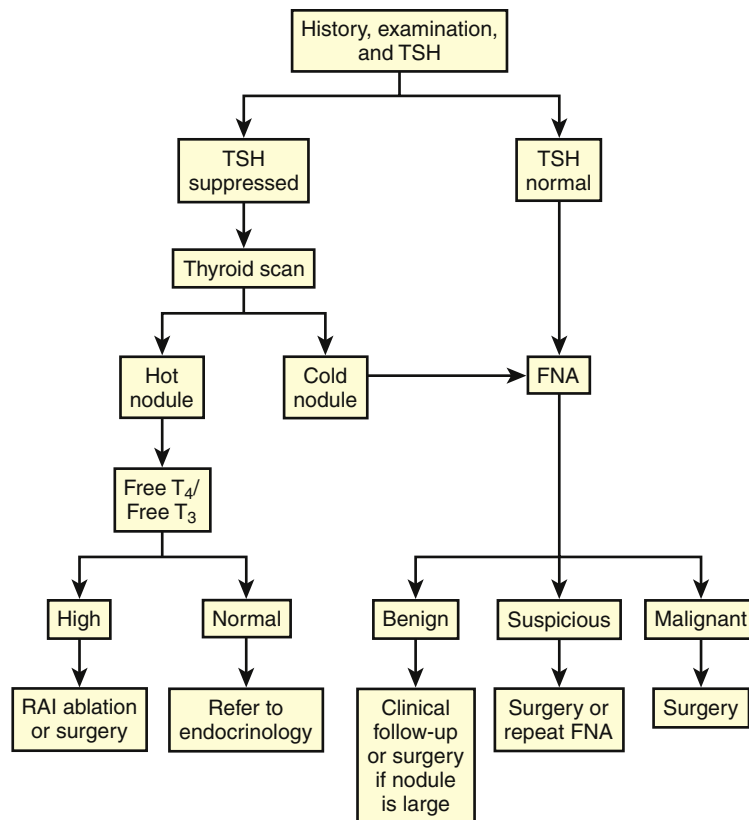 History, examination,
and TSH
TSH
suppressed
TSH
normal
Thyroid scan
Hot
nodule
Cold
nodule
FNA
Free T₄/
Free T₃
High
Normal
Benign
Suspicious
Malignant
RAI ablation
or surgery
Refer to
endocrinology
Clinical
follow-up
or surgery
if nodule
is large
Surgery or
repeat FNA
Surgery